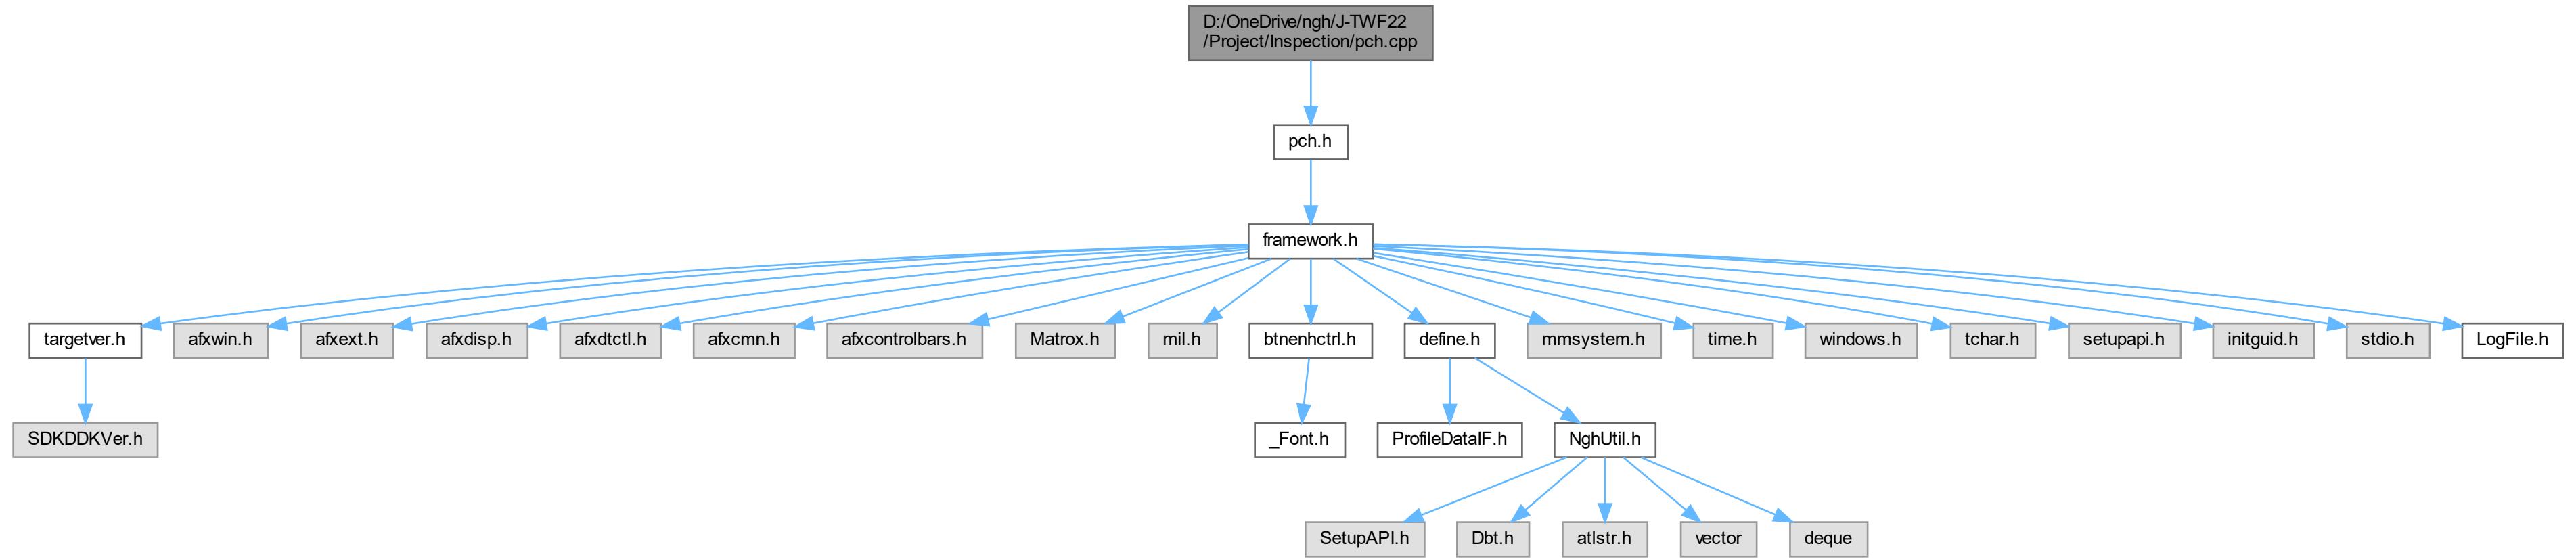 D:/OneDrive/ngh/J-TWF22
/Project/Inspection/pch.cpp
pch.h
framework.h
targetver.h
afxwin.h
afxext.h
afxdisp.h
afxdtctl.h
afxcmn.h
afxcontrolbars.h
Matrox.h
mil.h
btnenhctrl.h
define.h
mmsystem.h
time.h
windows.h
tchar.h
setupapi.h
initguid.h
stdio.h
LogFile.h
SDKDDKVer.h
_Font.h
ProfileDataIF.h
NghUtil.h
SetupAPI.h
Dbt.h
atlstr.h
vector
deque